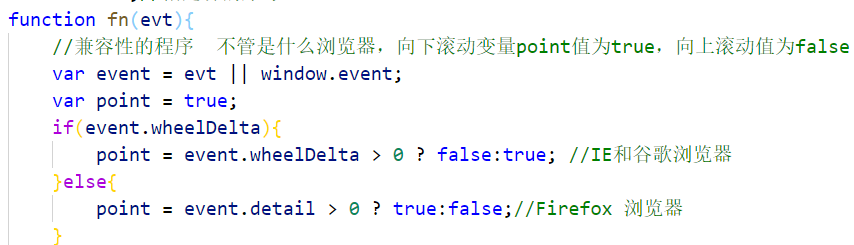 function fn(evt){
//兼容性的程序  不管是什么浏览器，向下滚动变量point值为true，向上滚动值为false
var event = evt || window.event;
var point = true;
if(event.wheelDelta){
point = event.wheelDelta > 0 ? false:true; //IE和谷歌浏览器
}else{
point = event.detail > 0 ? true:false;//Firefox 浏览器
}